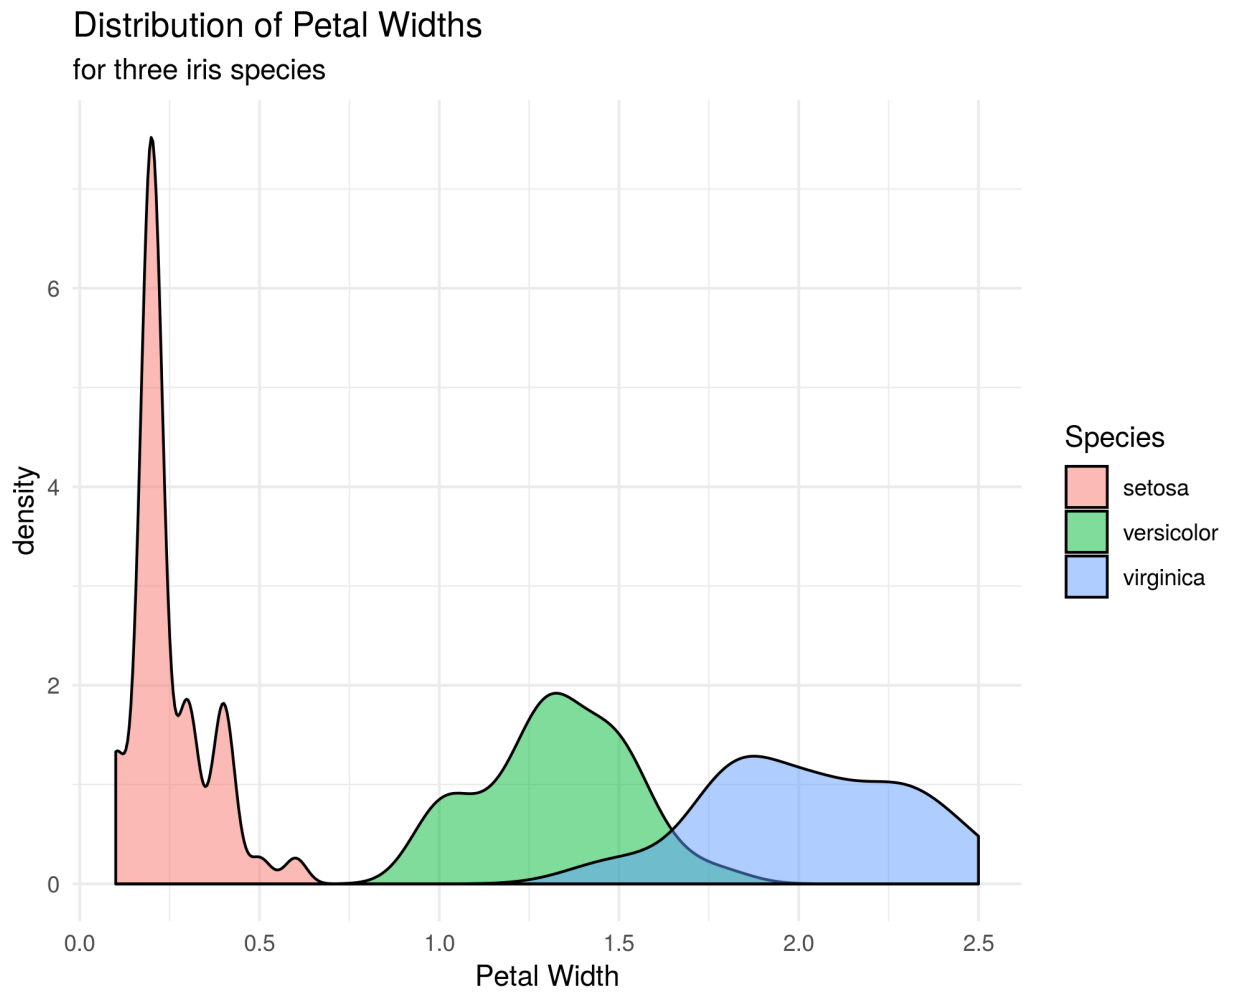 Distribution of Petal Widths
for three iris species
density
6
4
2
0
0.0 0.5 1.0 1.5 2.0 2.5
Petal Width
Species
setosa
versicolor
virginica